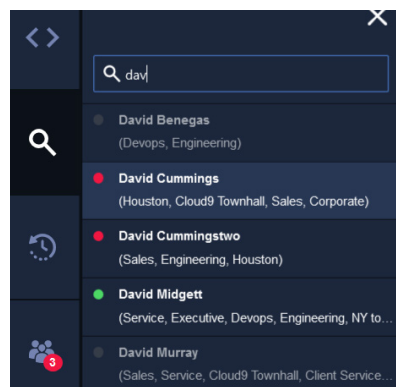 dav
David Benegas
(Devops, Engineering)
David Cummings
(Houston, Cloud9 Townhall, Sales, Corporate)
David Cummingstwo
(Sales, Engineering, Houston)
David Midgett
(Service, Executive, Devops, Engineering, NY to...
David Murray
(Sales, Service, Cloud9 Townhall, Client Service...
3